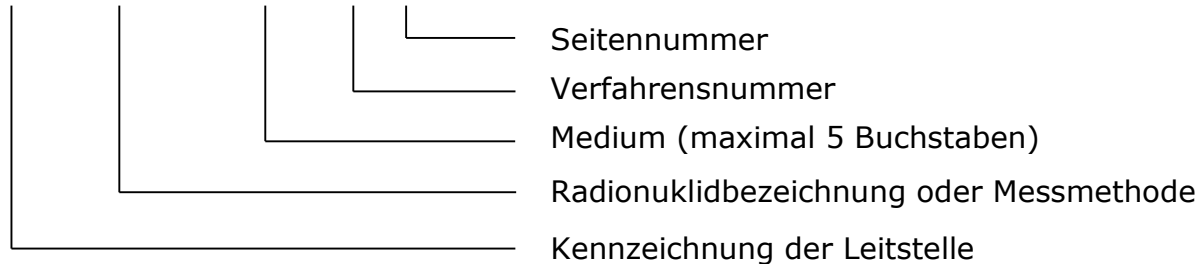 Seitennummer
Verfahrensnummer
Medium (maximal 5 Buchstaben)
Radionuklidbezeichnung oder Messmethode
Kennzeichnung der Leitstelle